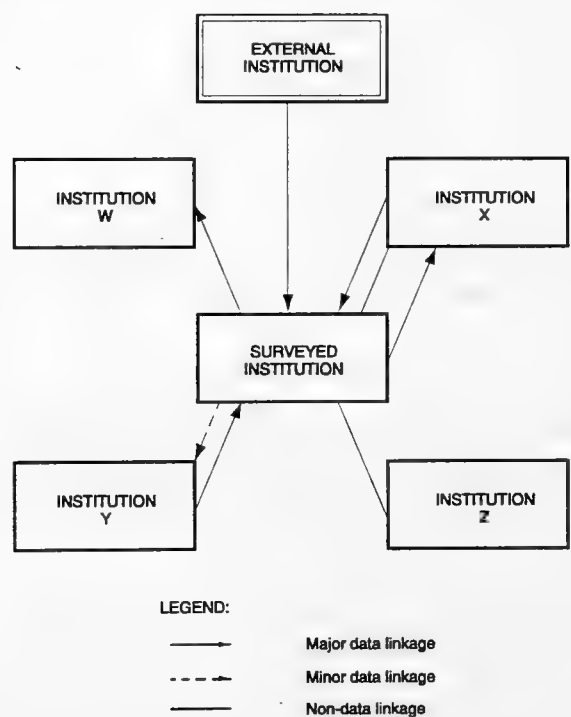 EXTERNAL
INSTITUTION
INSTITUTION
W
INSTITUTION
X
SURVEYED
INSTITUTION
INSTITUTION
Y
INSTITUTION
Z
LEGEND:
Major data linkage
Minor data linkage
Non-data linkage